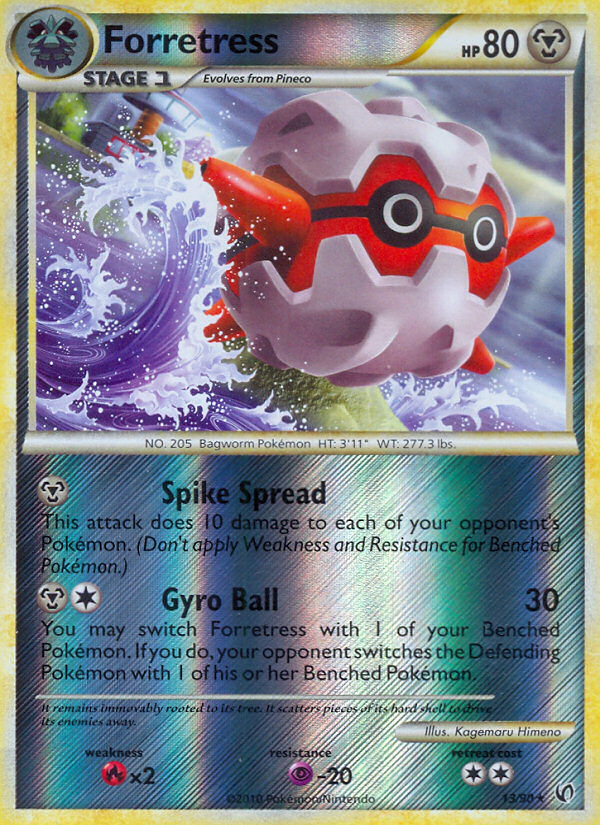 Forretress HP 80
STAGE 1 Evolves from Pineco
NO. 205 Bagworm Pokémon HT: 3'11" WT: 277.3 lbs.
Spike Spread
This attack does 10 damage to each of your opponent's
Pokémon. (Don't apply Weakness and Resistance for Benched
Pokémon.)
Gyro Ball 30
You may switch Forretress with 1 of your Benched
Pokémon. If you do, your opponent switches the Defending
Pokémon with 1 of his or her Benched Pokémon.
It remains immovably rooted to its tree. It scatters pieces of its hard shell to drive
its enemies away.
Illus. Kagemaru Himeno
weakness resistance retreat cost
×2 -20
©2010 Pokémon/Nintendo 13/90 ★